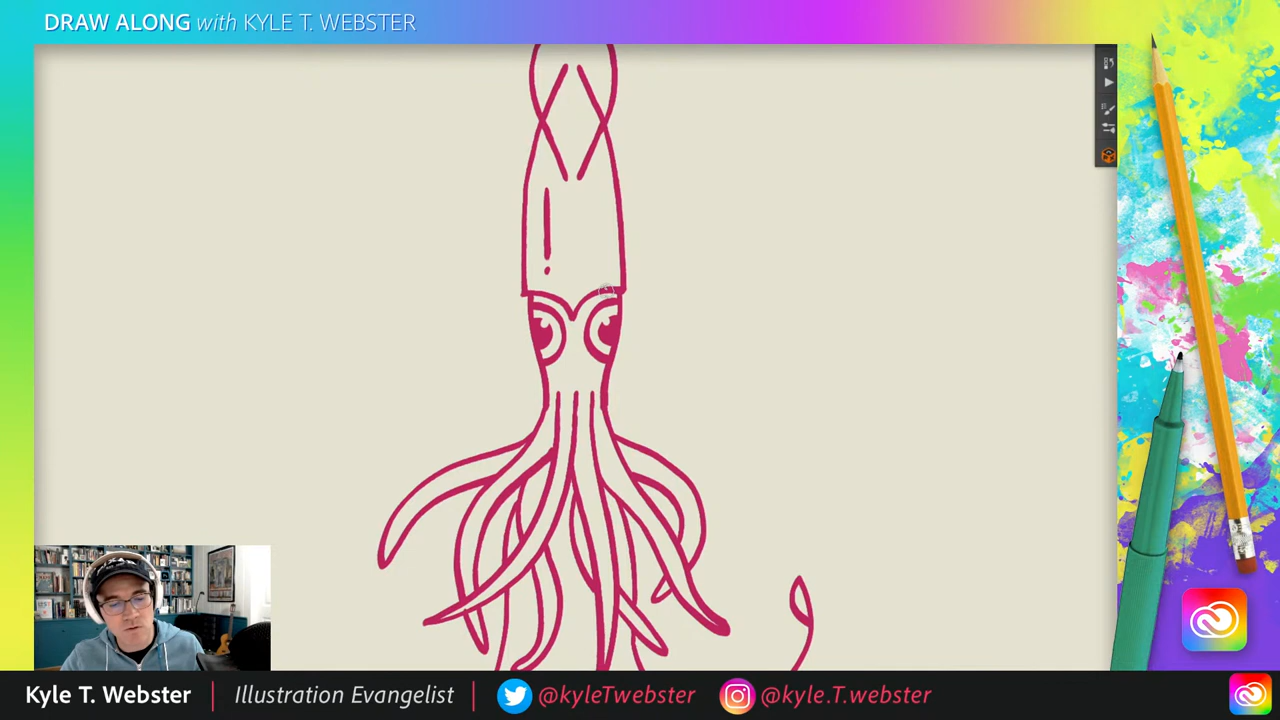 DRAW ALONG with KYLE T. WEBSTER
Kyle T. Webster | Illustration Evangelist | @kyleTwebster @kyle.T.webster